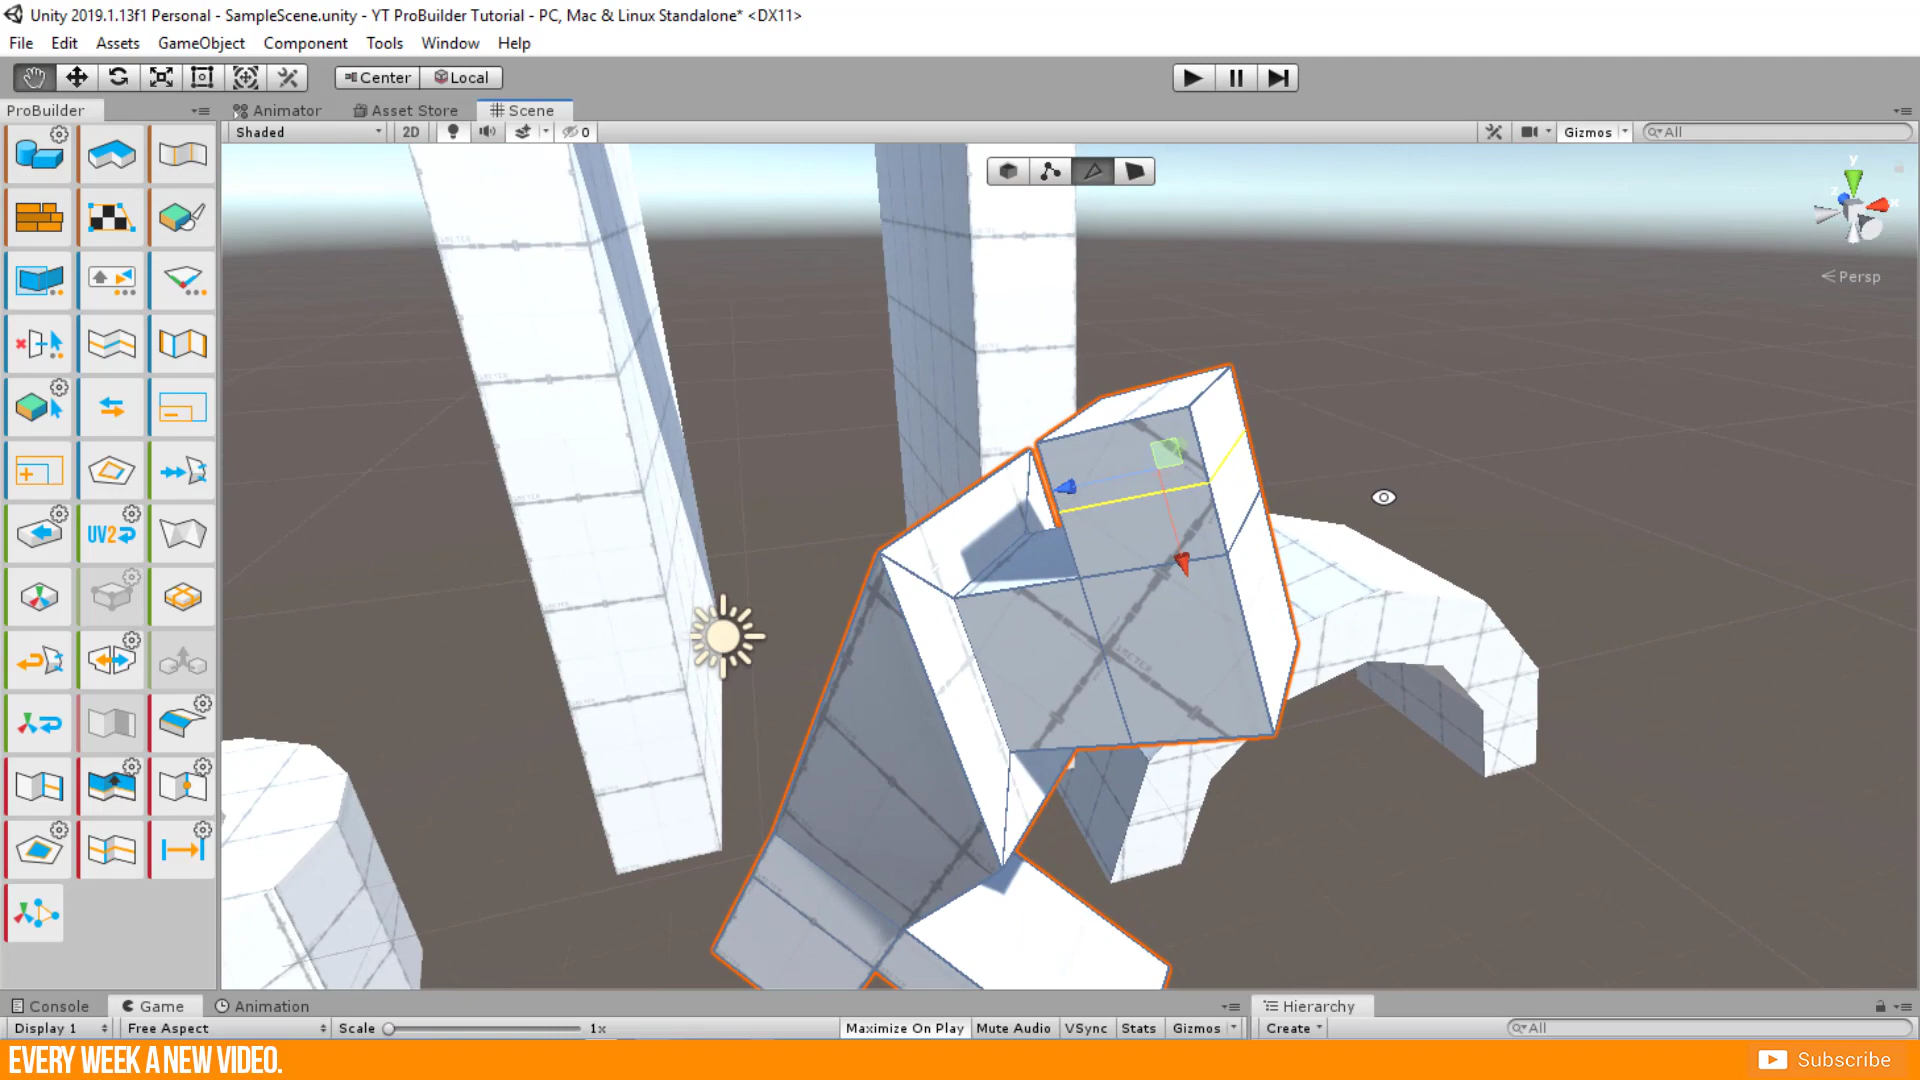 Unity 2019.1.13f1 Personal - SampleScene.unity - YT ProBuilder Tutorial - PC, Mac & Linux Standalone* <DX11>
File Edit Assets GameObject Component Tools Window Help
Center Local
ProBuilder Animator Asset Store Scene
Shaded 2D 0 Gizmos All
y
x
z
Persp
UV2
METER
Console Game Animation Hierarchy
Display 1 Free Aspect Scale 1x Maximize On Play Mute Audio VSync Stats Gizmos Create All
EVERY WEEK A NEW VIDEO. Subscribe